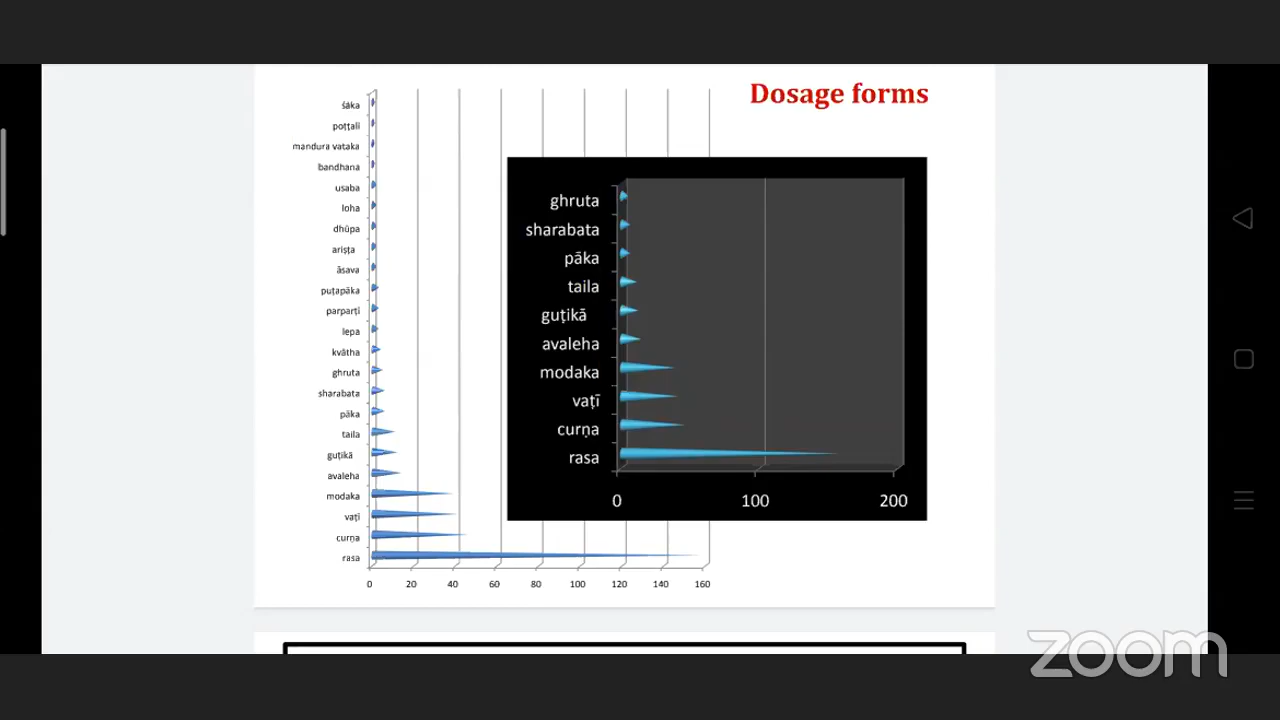 Dosage forms
śāka
poṭṭalī
mandura vataka
bandhana
usaba
loha
dhūpa
ariṣṭa
āsava
puṭapāka
parparṭī
lepa
kvātha
ghruta
sharabata
pāka
taila
guṭikā
avaleha
modaka
vaṭī
curṇa
rasa
0 20 40 60 80 100 120 140 160
ghruta
sharabata
pāka
taila
guṭikā
avaleha
modaka
vaṭī
curṇa
rasa
0 100 200
zoom